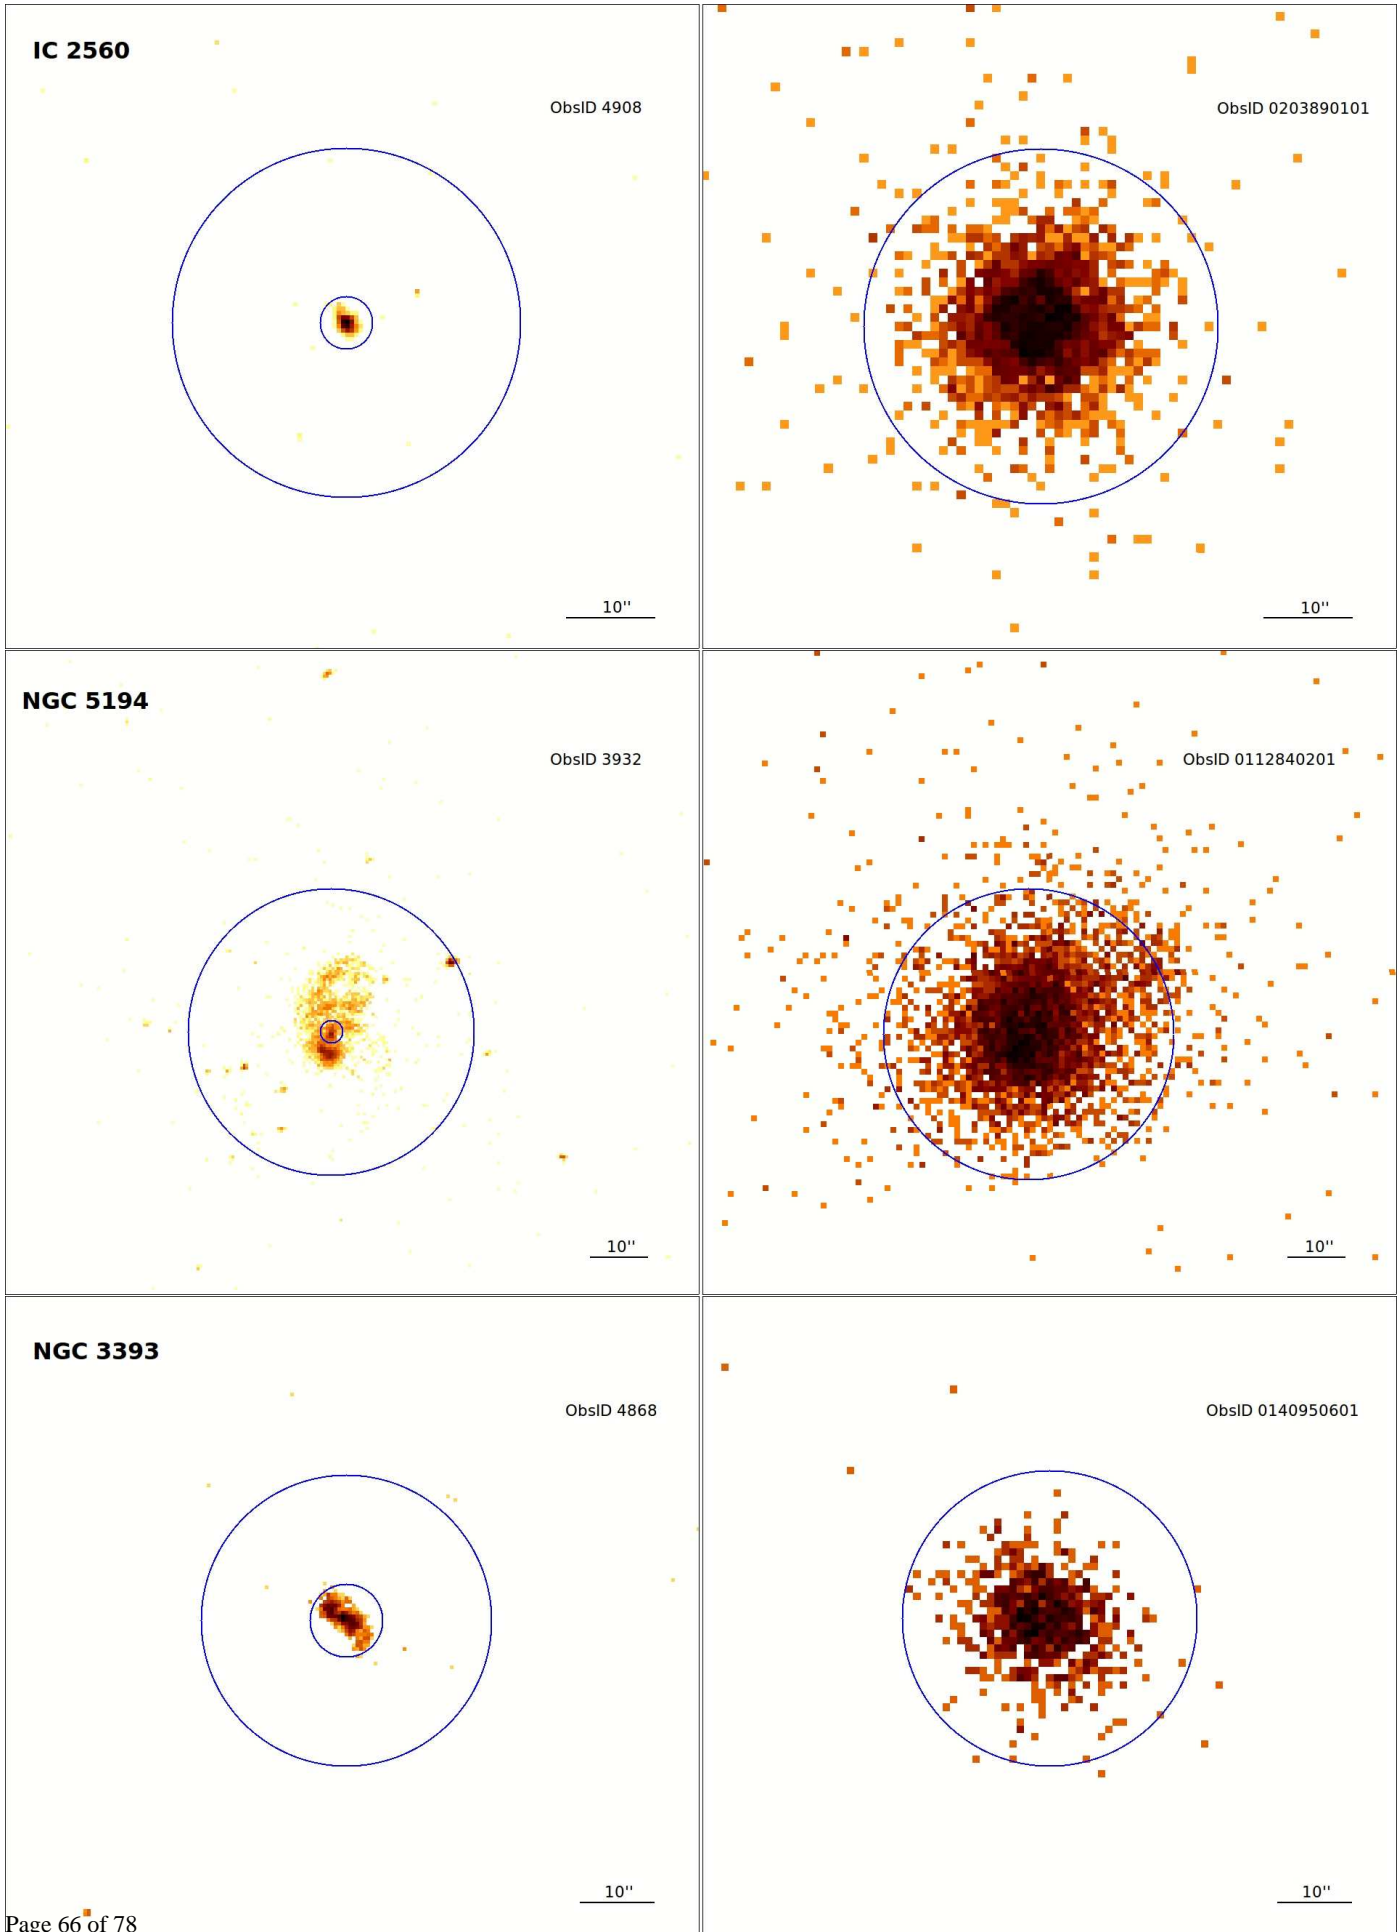 IC 2560
ObsID 4908
10''
ObsID 0203890101
10''
NGC 5194
ObsID 3932
10''
ObsID 0112840201
10''
NGC 3393
ObsID 4868
10''
ObsID 0140950601
10''
Page 66 of 78